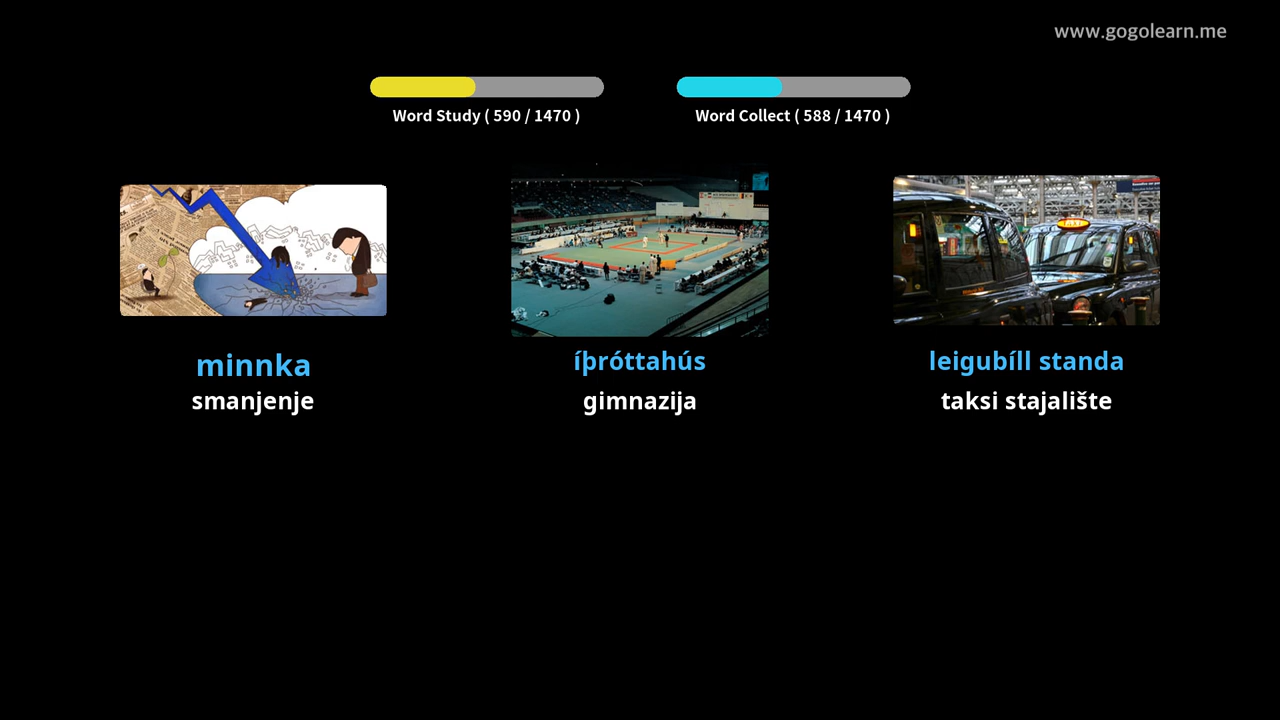 www.gogolearn.me
Word Study ( 590 / 1470 )
Word Collect ( 588 / 1470 )
minnka
smanjenje
íþróttahús
gimnazija
leigubíll standa
taksi stajalište